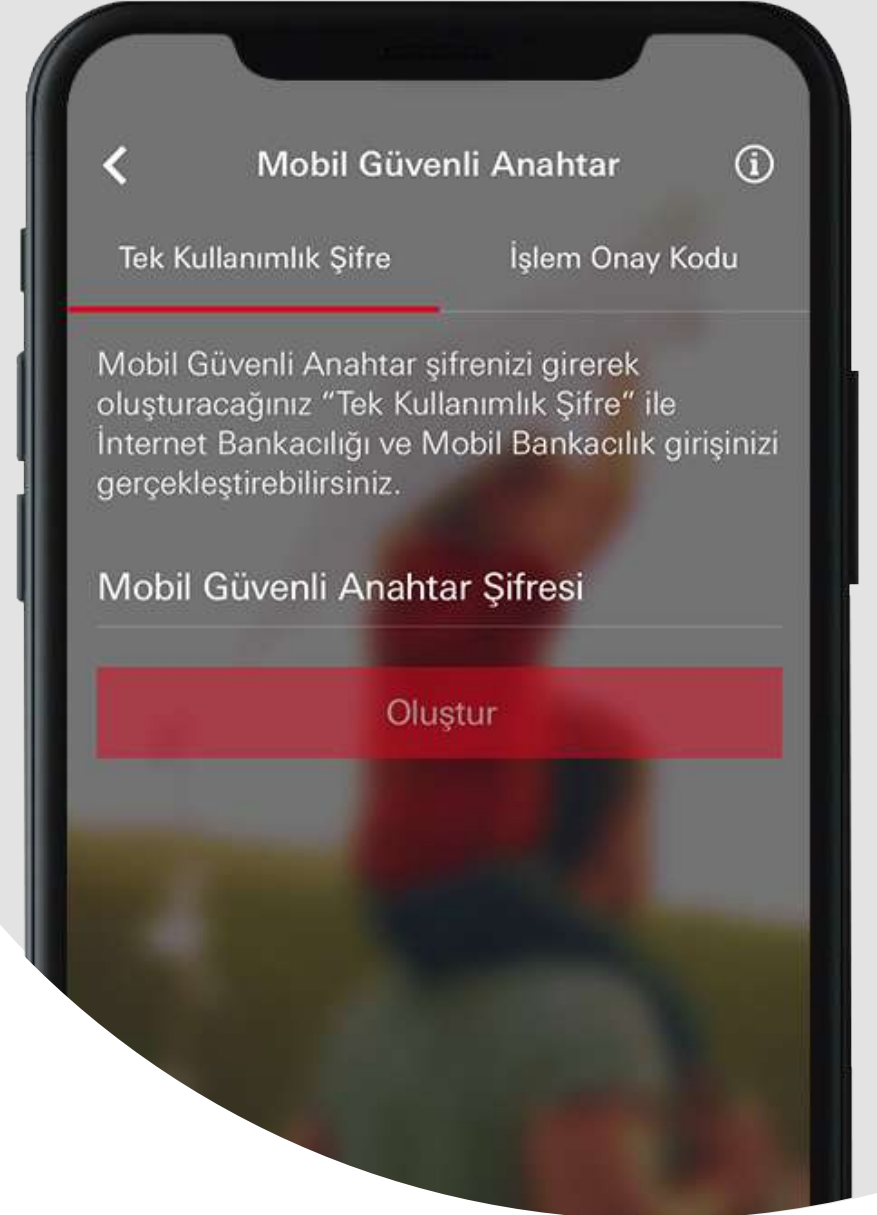 Mobil Güvenli Anahtar
Tek Kullanımlık Şifre
İşlem Onay Kodu
Mobil Güvenli Anahtar şifrenizi girerek
oluşturacağınız “Tek Kullanımlık Şifre” ile
İnternet Bankacılığı ve Mobil Bankacılık girişinizi
gerçekleştirebilirsiniz.
Mobil Güvenli Anahtar Şifresi
Oluştur